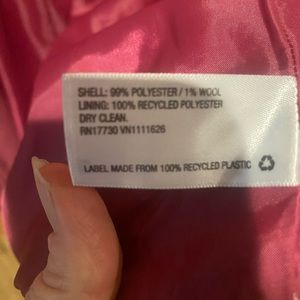 SHELL: 99% POLYESTER / 1% WOOL
LINING: 100% RECYCLED POLYESTER
DRY CLEAN.
RN17730 VN1111626
LABEL MADE FROM 100% RECYCLED PLASTIC